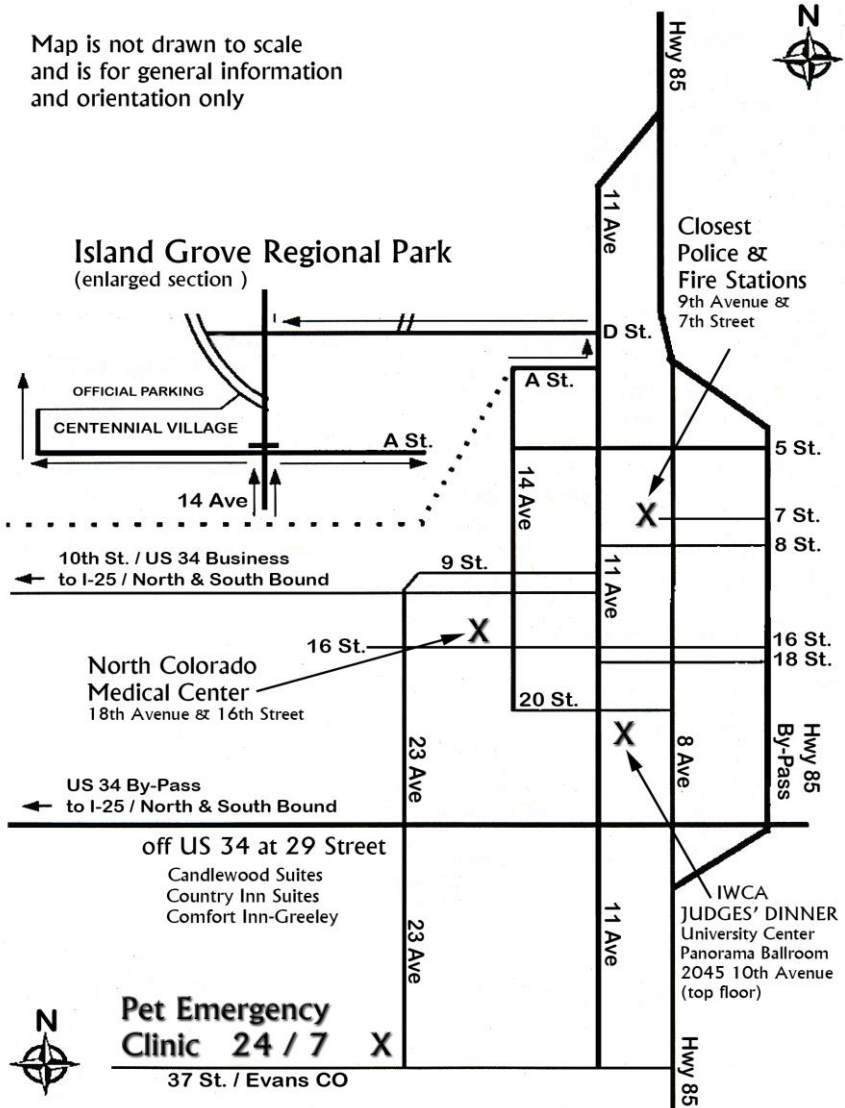 Map is not drawn to scale
and is for general information
and orientation only
N
Hwy 85
11 Ave
Island Grove Regional Park
(enlarged section )
Closest
Police &
Fire Stations
9th Avenue &
7th Street
D St.
A St.
OFFICIAL PARKING
CENTENNIAL VILLAGE
A St.
14 Ave
5 St.
14 Ave
X
7 St.
8 St.
10th St. / US 34 Business
to I-25 / North & South Bound
9 St.
11 Ave
X
16 St.
16 St.
18 St.
North Colorado
Medical Center
18th Avenue & 16th Street
20 St.
X
23 Ave
8 Ave
Hwy 85
By-Pass
US 34 By-Pass
to I-25 / North & South Bound
off US 34 at 29 Street
Candlewood Suites
Country Inn Suites
Comfort Inn-Greeley
23 Ave
11 Ave
IWCA
JUDGES' DINNER
University Center
Panorama Ballroom
2045 10th Avenue
(top floor)
N
Pet Emergency
Clinic 24 / 7 X
37 St. / Evans CO
Hwy 85